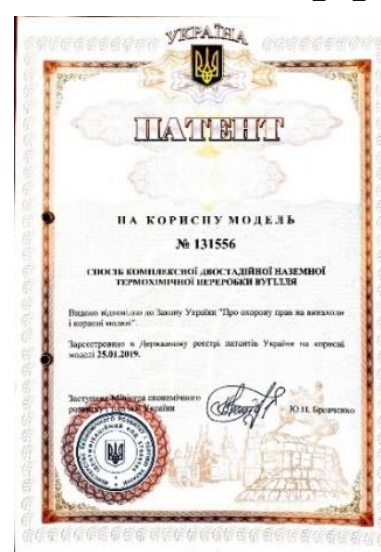 УКРАЇНА
ПАТЕНТ
НА КОРИСНУ МОДЕЛЬ
№ 131556
СПОСІБ КОМПЛЕКСНОЇ ДВОСТАДІЙНОЇ НАЗЕМНОЇ
ТЕРМОХІМІЧНОЇ ПЕРЕРОБКИ ВУГІЛЛЯ
Видано відповідно до Закону України "Про охорону прав на винаходи
і корисні моделі".
Зареєстровано в Державному реєстрі патентів України на корисні
моделі 25.01.2019.
Заступник Міністра економічного
розвитку і торгівлі України
Ю.П. Бровченко